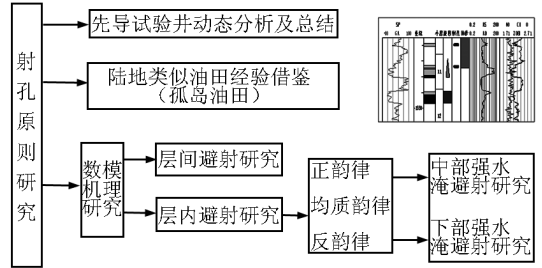 射孔原则研究
先导试验井动态分析及总结
陆地类似油田经验借鉴
（孤岛油田）
数模
机理
研究
层间避射研究
层内避射研究
正韵律
均质韵律
反韵律
中部强水
淹避射研究
下部强水
淹避射研究
SP
GR